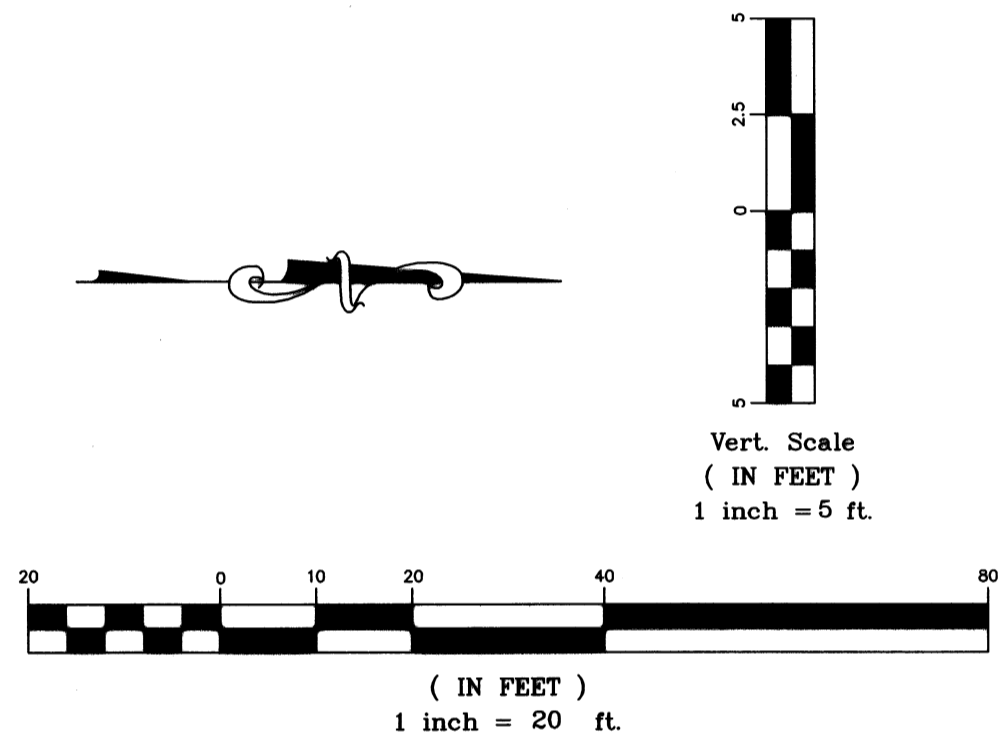 5
2.5
0
5
Vert. Scale
( IN FEET )
1 inch = 5 ft.
20 0 10 20 40 80
( IN FEET )
1 inch = 20 ft.